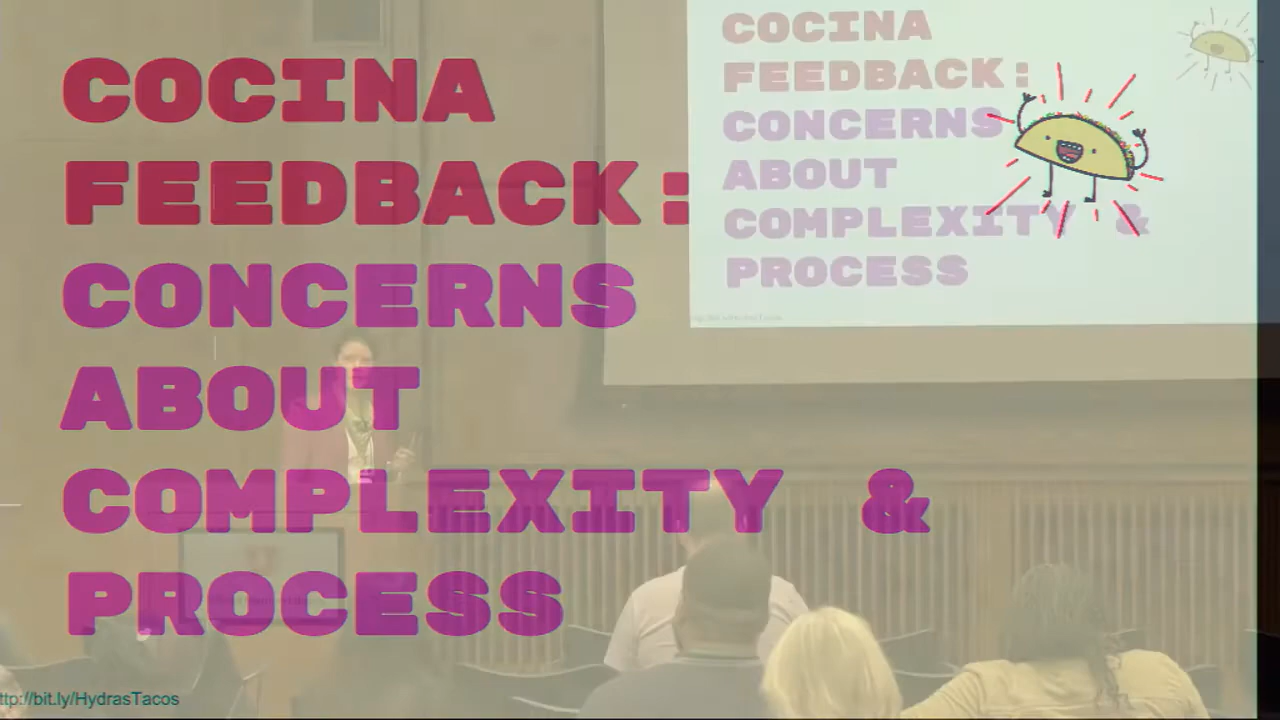 COCINA
FEEDBACK:
CONCERNS
ABOUT
COMPLEXITY &
PROCESS
ttp://bit.ly/HydrasTacos
COCINA
FEEDBACK:
CONCERNS
ABOUT
COMPLEXITY &
PROCESS